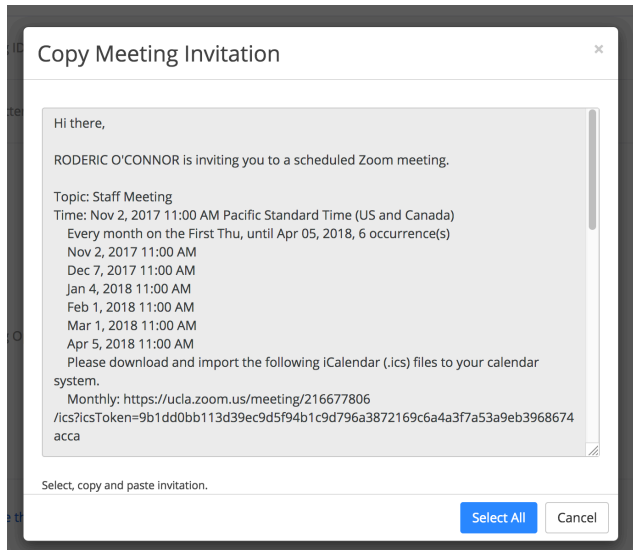 Copy Meeting Invitation
×
Hi there,
RODERIC O'CONNOR is inviting you to a scheduled Zoom meeting.
Topic: Staff Meeting
Time: Nov 2, 2017 11:00 AM Pacific Standard Time (US and Canada)
Every month on the First Thu, until Apr 05, 2018, 6 occurrence(s)
Nov 2, 2017 11:00 AM
Dec 7, 2017 11:00 AM
Jan 4, 2018 11:00 AM
Feb 1, 2018 11:00 AM
Mar 1, 2018 11:00 AM
Apr 5, 2018 11:00 AM
Please download and import the following iCalendar (.ics) files to your calendar
system.
Monthly: https://ucla.zoom.us/meeting/216677806
/ics?icsToken=9b1dd0bb113d39ec9d5f94b1c9d796a3872169c6a4a3f7a53a9eb3968674
acca
Select, copy and paste invitation.
Select All
Cancel